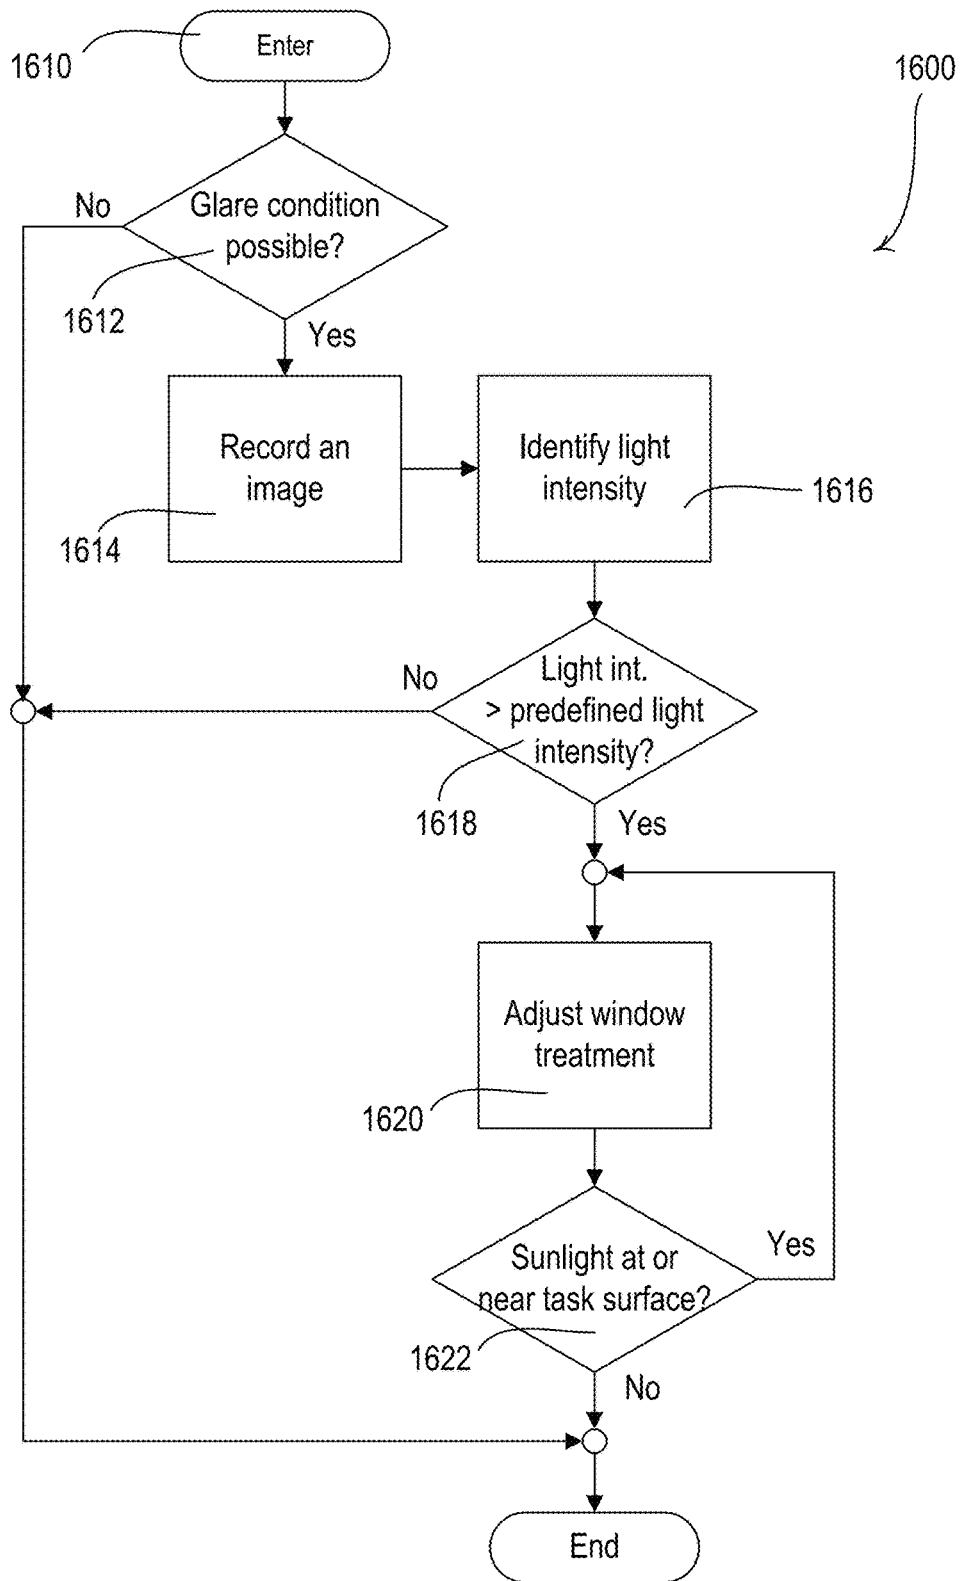 Enter
1610
1600
No
Glare condition
possible?
1612
Yes
Record an
image
1614
Identify light
intensity
1616
No
Light int.
> predefined light
intensity?
1618
Yes
Adjust window
treatment
1620
Yes
Sunlight at or
near task surface?
1622
No
End